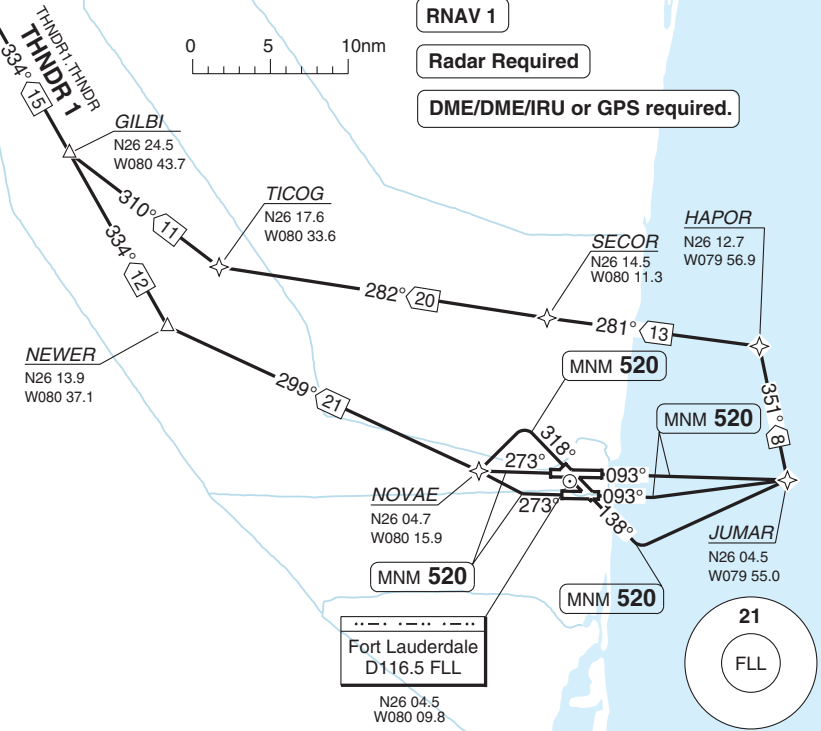 RNAV 1
0 5 10nm
Radar Required
DME/DME/IRU or GPS required.
THNDR1.THNDR
THNDR 1
334°
15
GILBI
N26 24.5
W080 43.7
310°
11
TICOG
N26 17.6
W080 33.6
334°
12
282°
20
SECOR
N26 14.5
W080 11.3
HAPOR
N26 12.7
W079 56.9
281°
13
NEWER
N26 13.9
W080 37.1
299°
21
MNM 520
351°
8
MNM 520
318°
273°
093°
NOVAE
N26 04.7
W080 15.9
273°
093°
138°
JUMAR
N26 04.5
W079 55.0
MNM 520
MNM 520
··–· ·–·· ·–··
Fort Lauderdale
D116.5 FLL
N26 04.5
W080 09.8
21
FLL